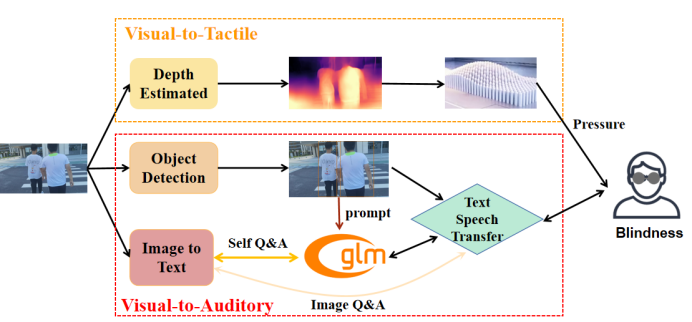 Visual-to-Tactile
Depth
Estimated
Pressure
Object
Detection
prompt
Text
Speech
Transfer
Image to
Text
Self Q&A
glm
Image Q&A
Visual-to-Auditory
Blindness